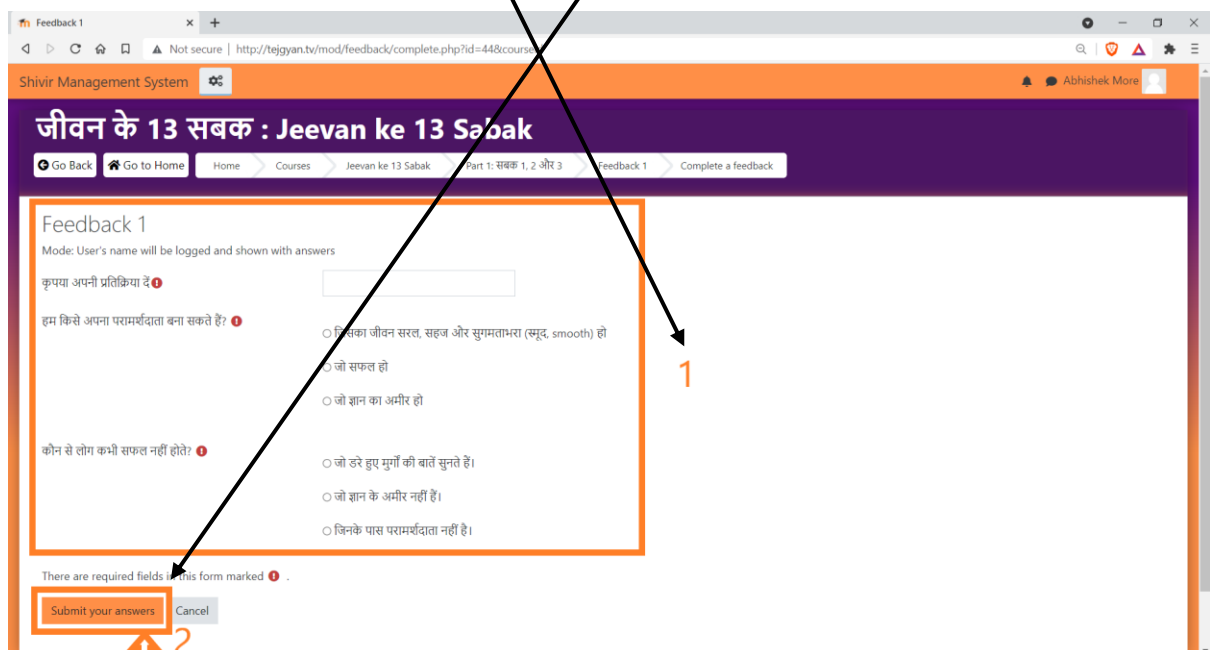 Feedback 1
Not secure | http://tejgyan.tv/mod/feedback/complete.php?id=44&course
Shivir Management System
Abhishek More
जीवन के 13 सबक : Jeevan ke 13 Sabak
Go Back Go to Home Home Courses Jeevan ke 13 Sabak Part 1: सबक 1, 2 और 3 Feedback 1 Complete a feedback
Feedback 1
Mode: User's name will be logged and shown with answers
कृपया अपनी प्रतिक्रिया दें
हम किसे अपना परामर्शदाता बना सकते हैं?
जिसका जीवन सरल, सहज और सुगमताभरा (स्मूद, smooth) हो
जो सफल हो
1
जो ज्ञान का अमीर हो
कौन से लोग कभी सफल नहीं होते?
जो डरे हुए मुर्गों की बातें सुनते हैं।
जो ज्ञान के अमीर नहीं हैं।
जिनके पास परामर्शदाता नहीं है।
There are required fields in this form marked .
Submit your answers Cancel
2